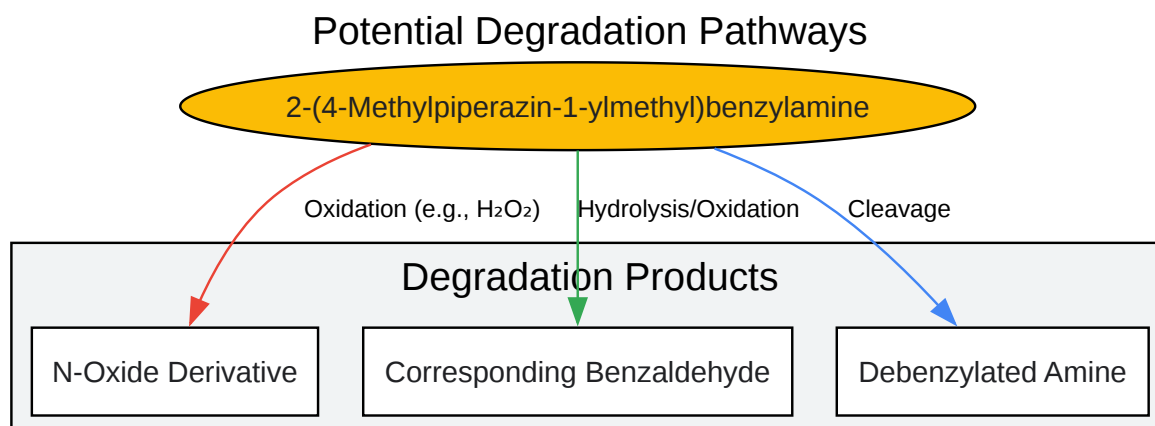 Potential Degradation Pathways
2-(4-Methylpiperazin-1-ylmethyl)benzylamine
Oxidation (e.g., H₂O₂)
Hydrolysis/Oxidation
Cleavage
Degradation Products
N-Oxide Derivative
Corresponding Benzaldehyde
Debenzylated Amine